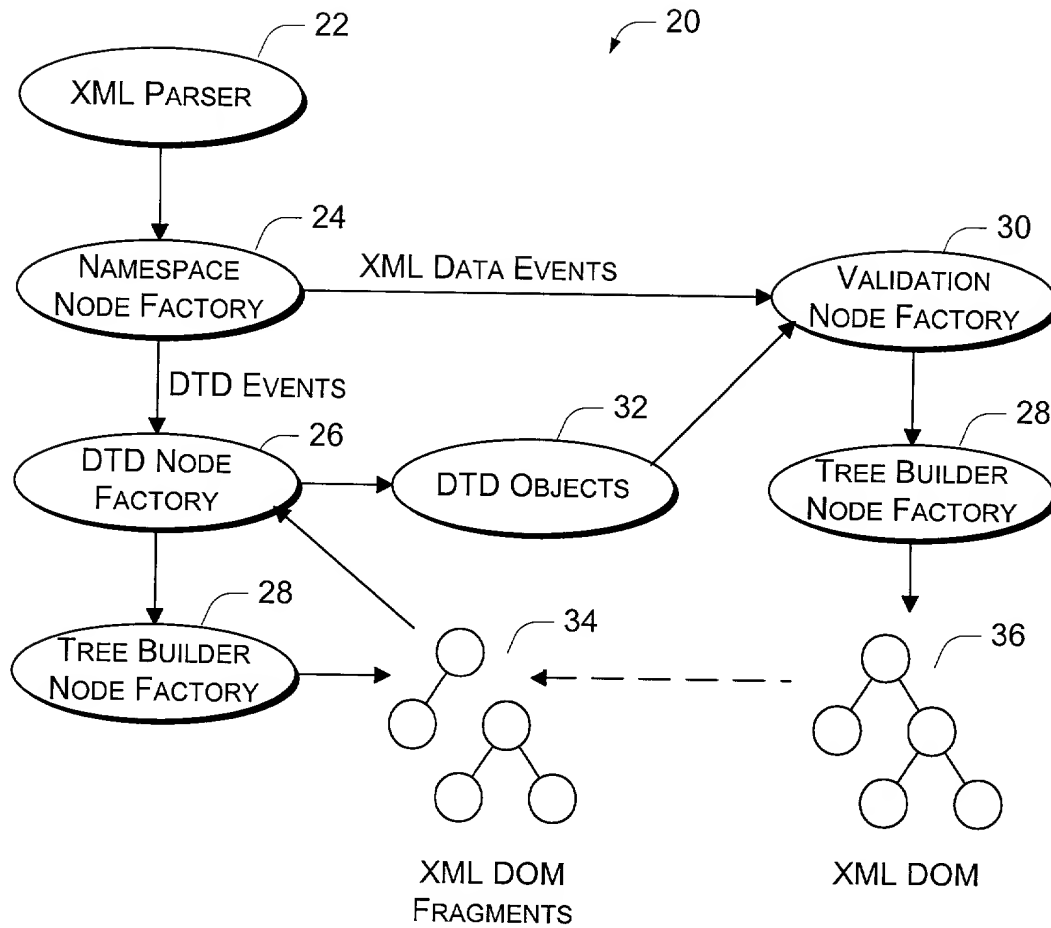 22
20
XML PARSER
24
NAMESPACE
NODE FACTORY
XML DATA EVENTS
30
VALIDATION
NODE FACTORY
DTD EVENTS
26
DTD NODE
FACTORY
32
DTD OBJECTS
28
TREE BUILDER
NODE FACTORY
28
TREE BUILDER
NODE FACTORY
34
36
XML DOM
FRAGMENTS
XML DOM